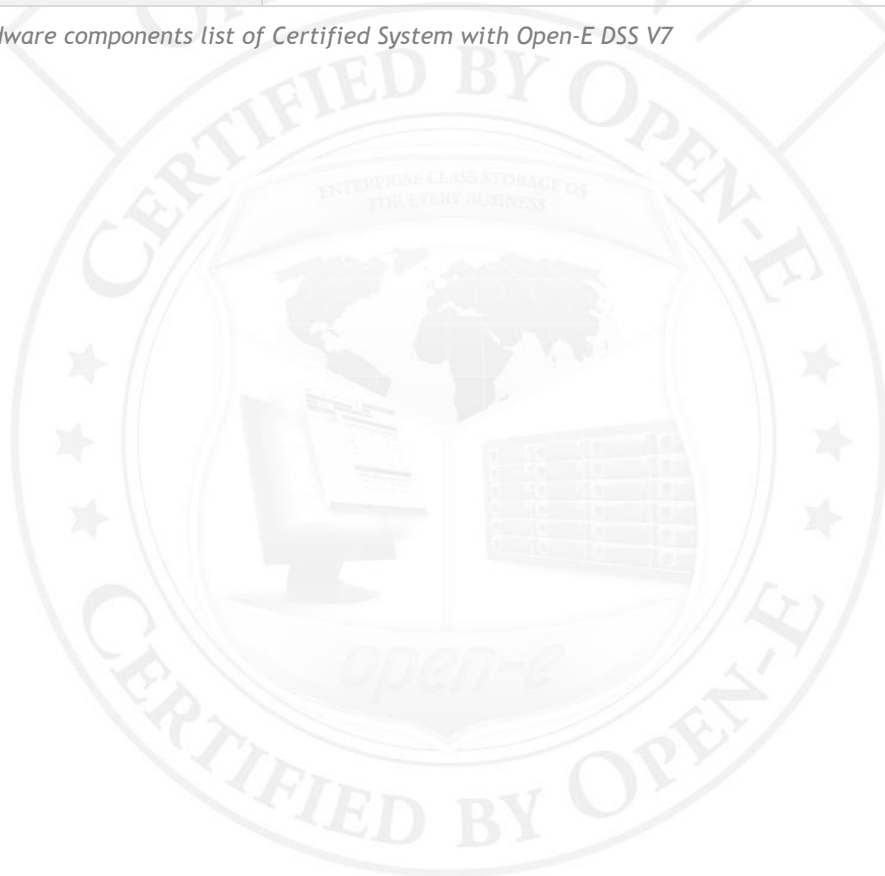 dware components list of Certified System with Open-E DSS V7
CERTIFIED BY OPEN-E
ENTERPRISE CLASS STORAGE OS
FOR EVERY BUSINESS
open-e
CERTIFIED BY OPEN-E